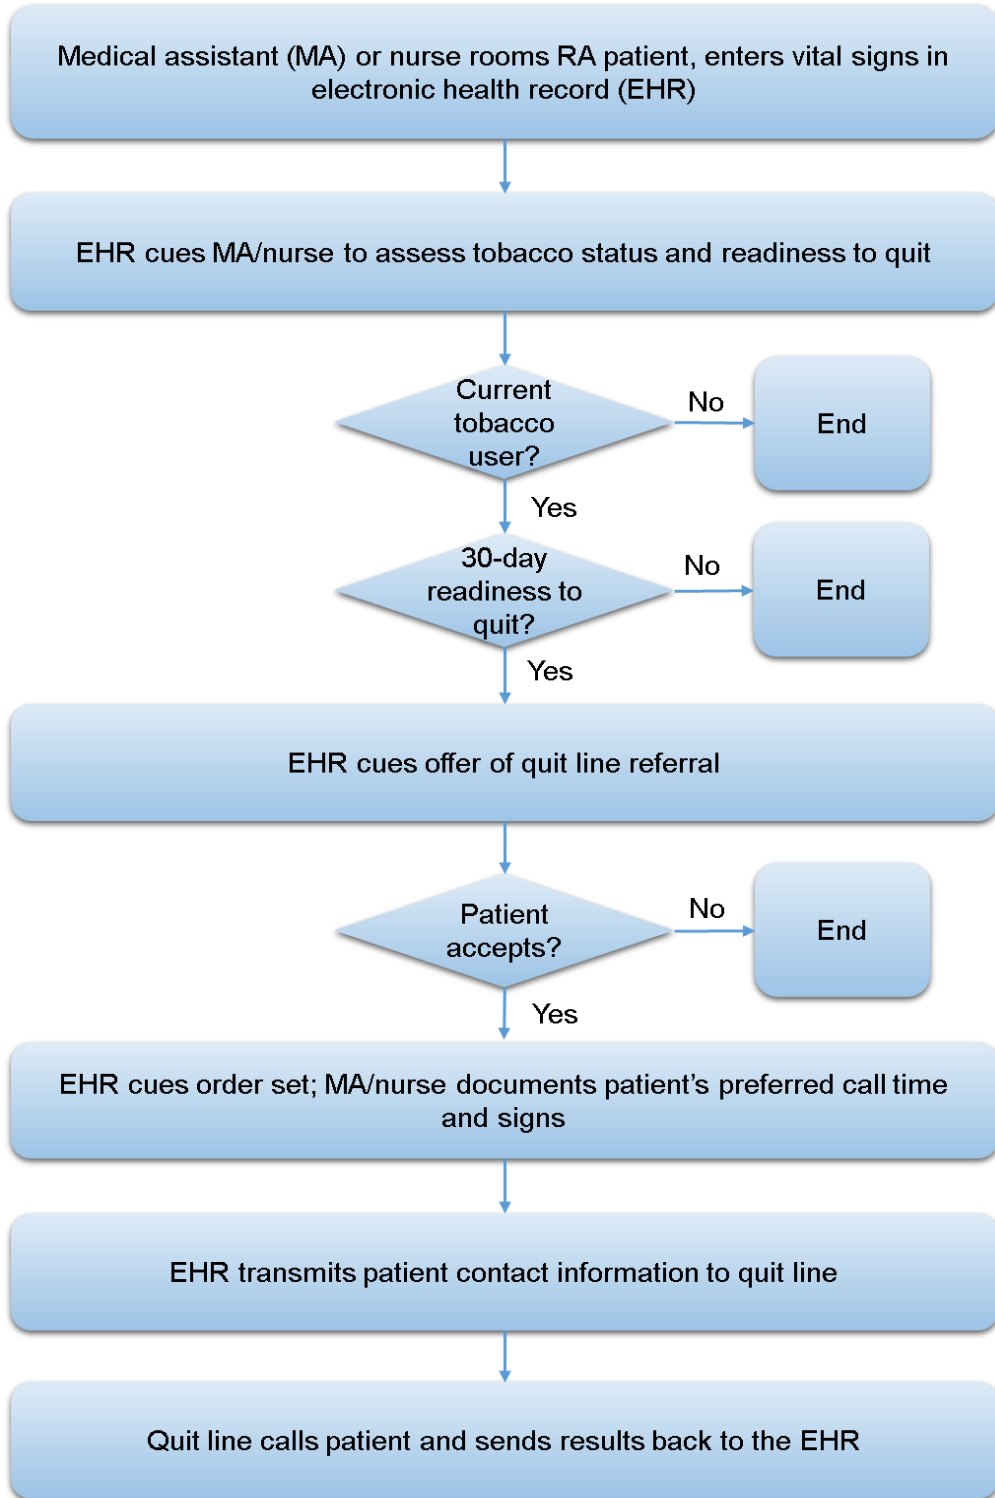 Medical assistant (MA) or nurse rooms RA patient, enters vital signs in
electronic health record (EHR)
EHR cues MA/nurse to assess tobacco status and readiness to quit
Current
tobacco
user?
No
End
Yes
30-day
readiness to
quit?
No
End
Yes
EHR cues offer of quit line referral
Patient
accepts?
No
End
Yes
EHR cues order set; MA/nurse documents patient’s preferred call time
and signs
EHR transmits patient contact information to quit line
Quit line calls patient and sends results back to the EHR